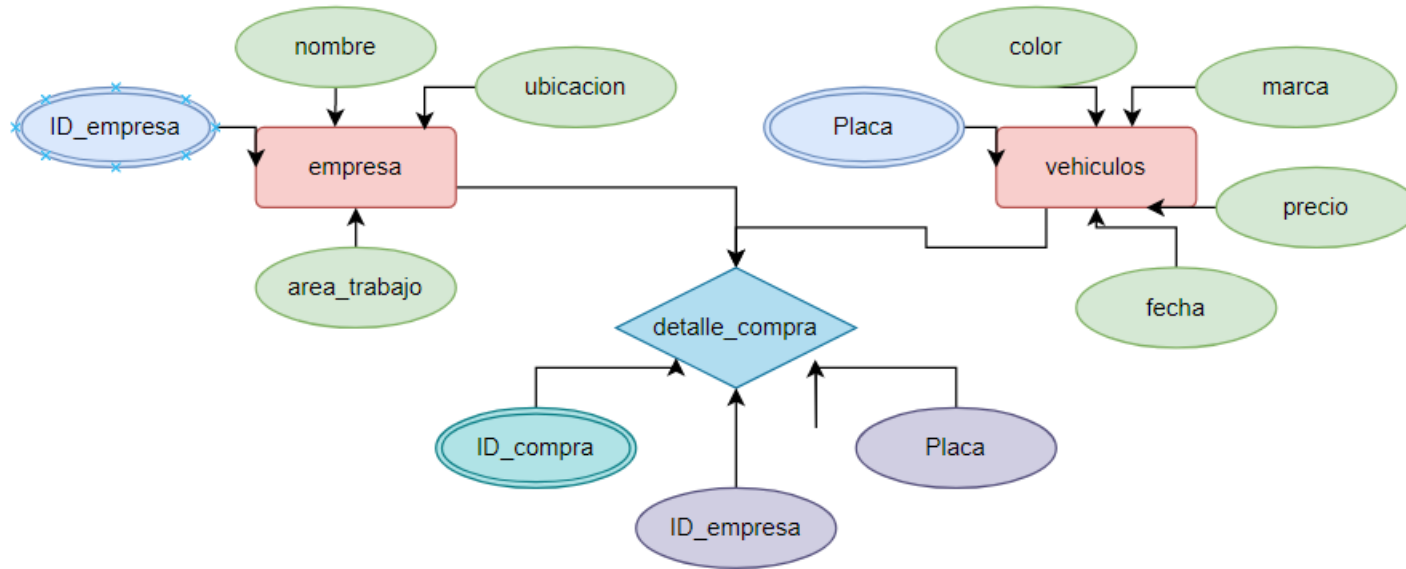 nombre
color
ubicacion
marca
ID_empresa
Placa
empresa
vehiculos
precio
area_trabajo
fecha
detalle_compra
ID_compra
Placa
ID_empresa